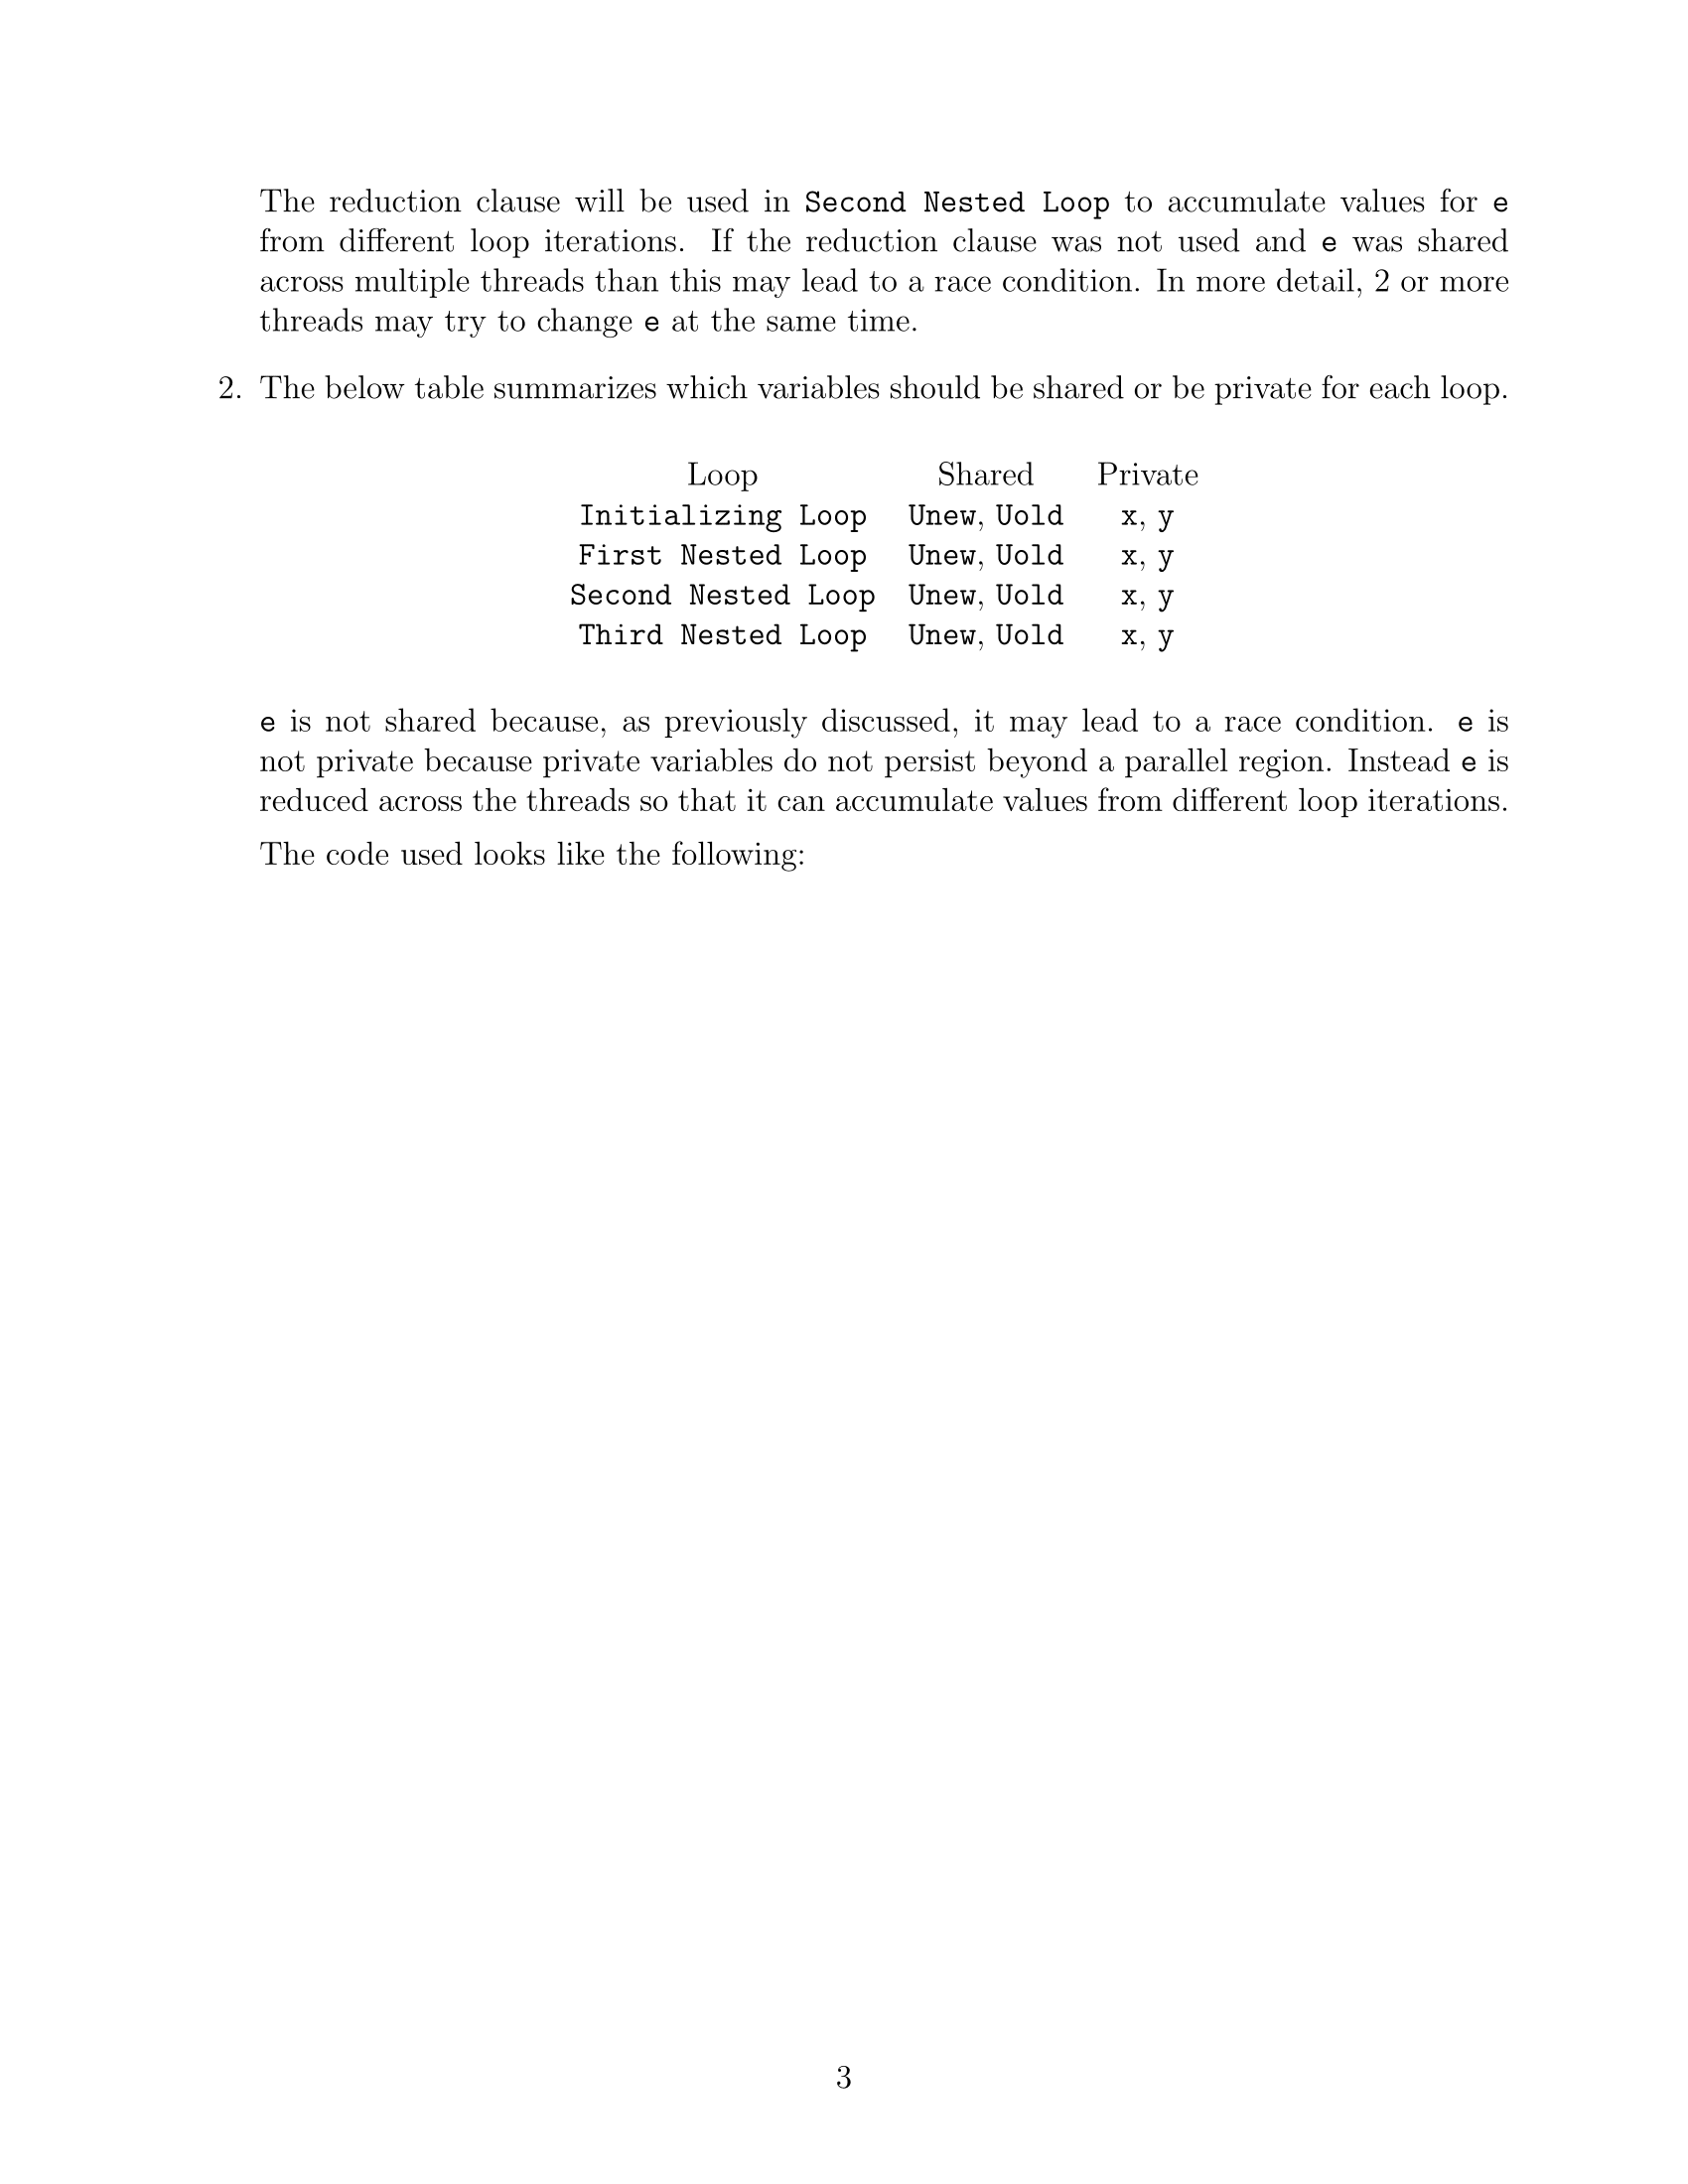 The reduction clause will be used in Second Nested Loop to accumulate values for e
from different loop iterations. If the reduction clause was not used and e was shared
across multiple threads than this may lead to a race condition. In more detail, 2 or more
threads may try to change e at the same time.
2. The below table summarizes which variables should be shared or be private for each loop.
Loop Shared Private
Initializing Loop Unew, Uold x, y
First Nested Loop Unew, Uold x, y
Second Nested Loop Unew, Uold x, y
Third Nested Loop Unew, Uold x, y
e is not shared because, as previously discussed, it may lead to a race condition. e is
not private because private variables do not persist beyond a parallel region. Instead e is
reduced across the threads so that it can accumulate values from different loop iterations.
The code used looks like the following:
3